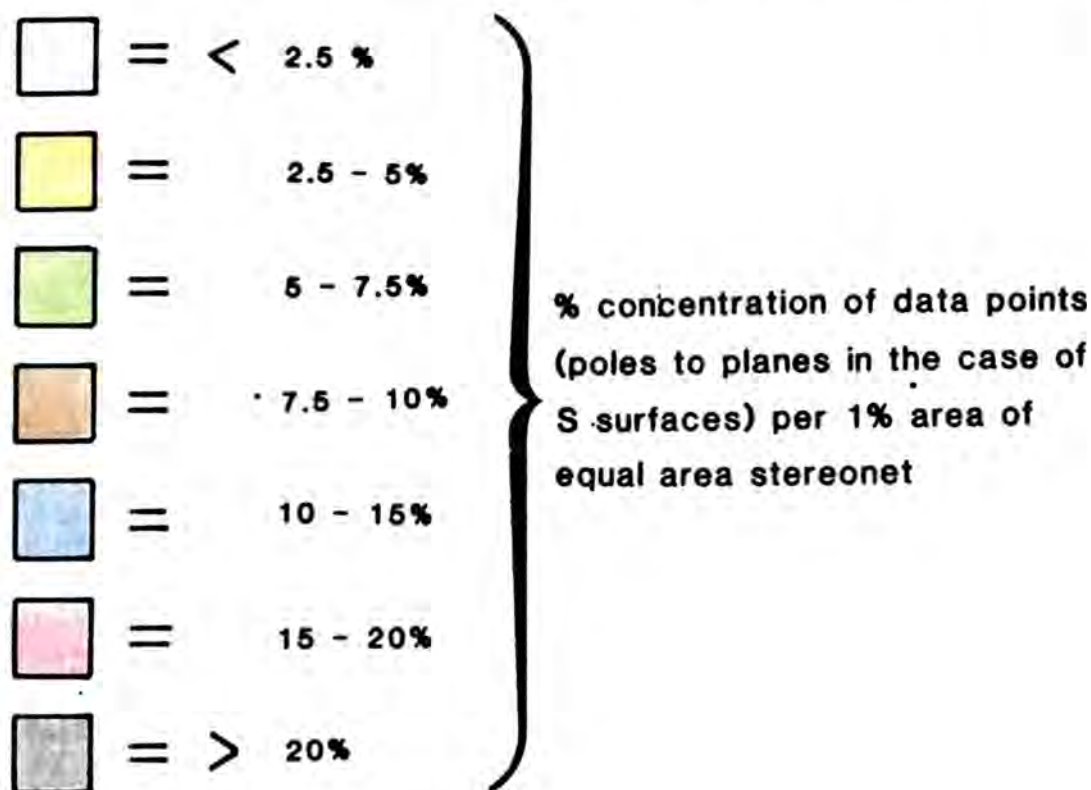 = < 2.5 %
= 2.5 - 5%
= 5 - 7.5%
= 7.5 - 10%
= 10 - 15%
= 15 - 20%
= > 20%
% concentration of data points
(poles to planes in the case of
S surfaces) per 1% area of
equal area stereonet